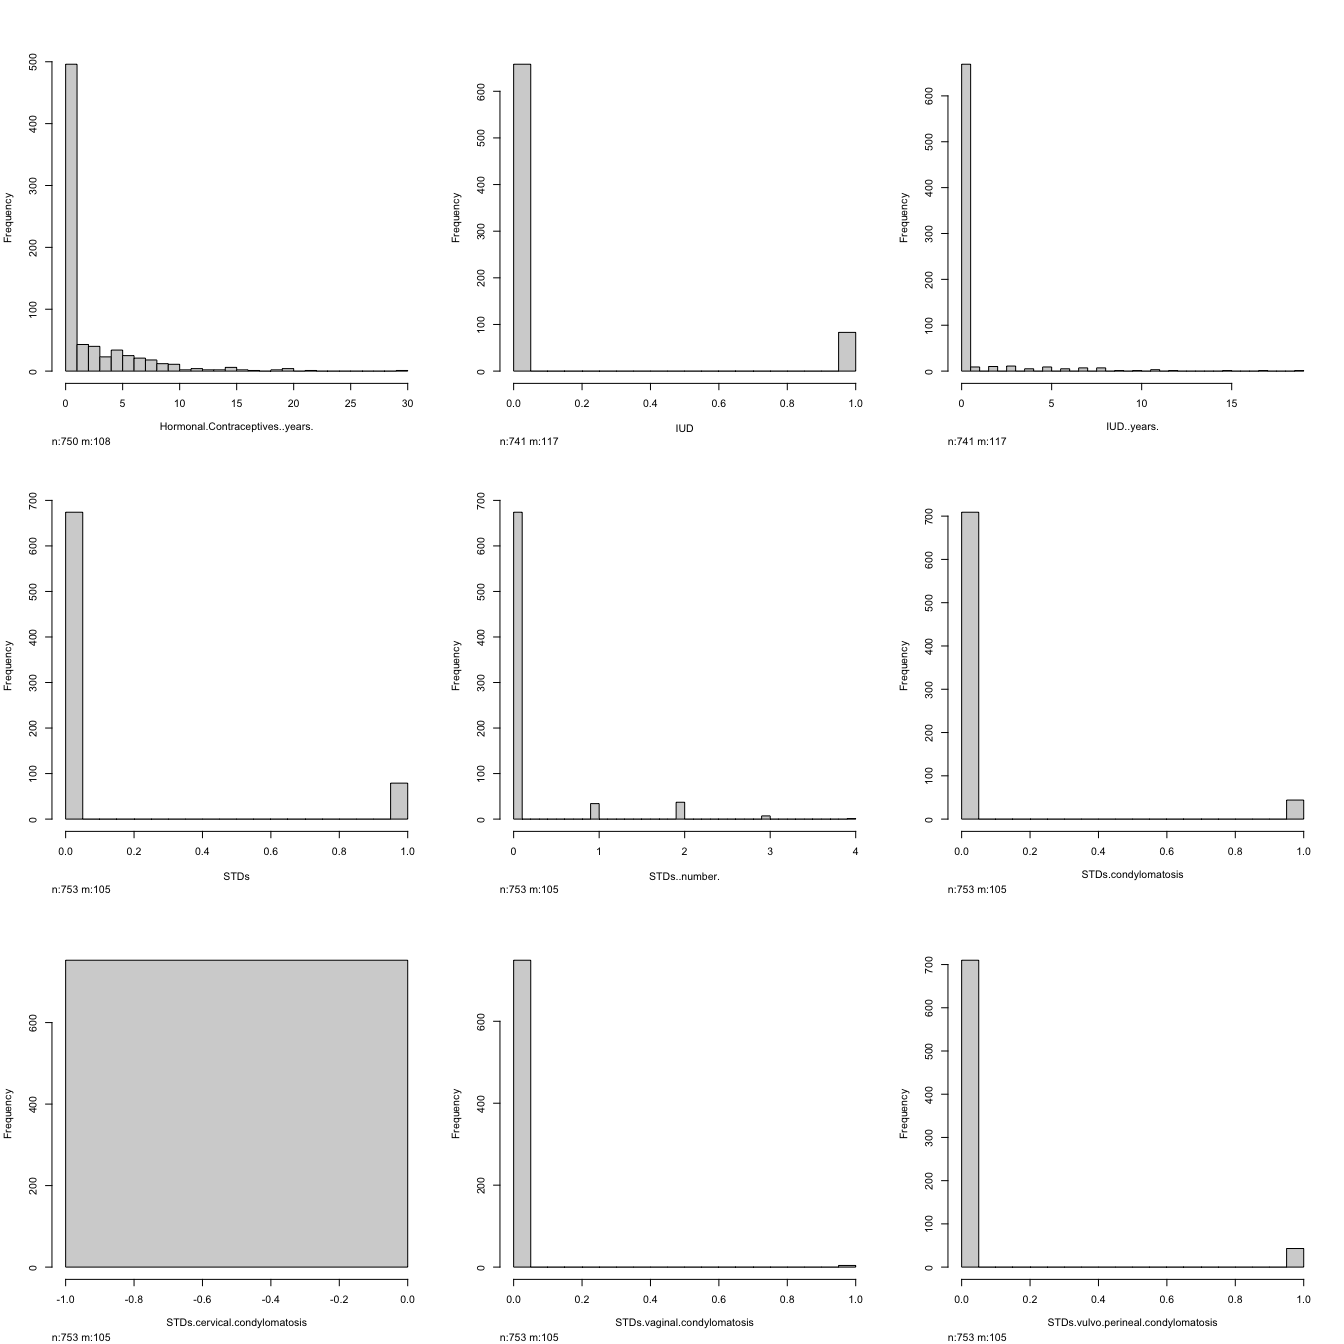 Frequency
0 100 200 300 400 500
0 5 10 15 20 25 30
Hormonal.Contraceptives..years.
n:750 m:108
Frequency
0 100 200 300 400 500 600
0.0 0.2 0.4 0.6 0.8 1.0
IUD
n:741 m:117
Frequency
0 100 200 300 400 500 600
0 5 10 15
IUD..years.
n:741 m:117
Frequency
0 100 200 300 400 500 600 700
0.0 0.2 0.4 0.6 0.8 1.0
STDs
n:753 m:105
Frequency
0 100 200 300 400 500 600 700
0 1 2 3 4
STDs..number.
n:753 m:105
Frequency
0 100 200 300 400 500 600 700
0.0 0.2 0.4 0.6 0.8 1.0
STDs.condylomatosis
n:753 m:105
Frequency
0 200 400 600
-1.0 -0.8 -0.6 -0.4 -0.2 0.0
STDs.cervical.condylomatosis
n:753 m:105
Frequency
0 200 400 600
0.0 0.2 0.4 0.6 0.8 1.0
STDs.vaginal.condylomatosis
n:753 m:105
Frequency
0 100 200 300 400 500 600 700
0.0 0.2 0.4 0.6 0.8 1.0
STDs.vulvo.perineal.condylomatosis
n:753 m:105